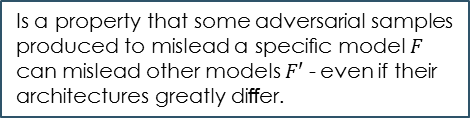 Is a property that some adversarial samples
produced to mislead a specific model F
can mislead other models F′ - even if their
architectures greatly differ.